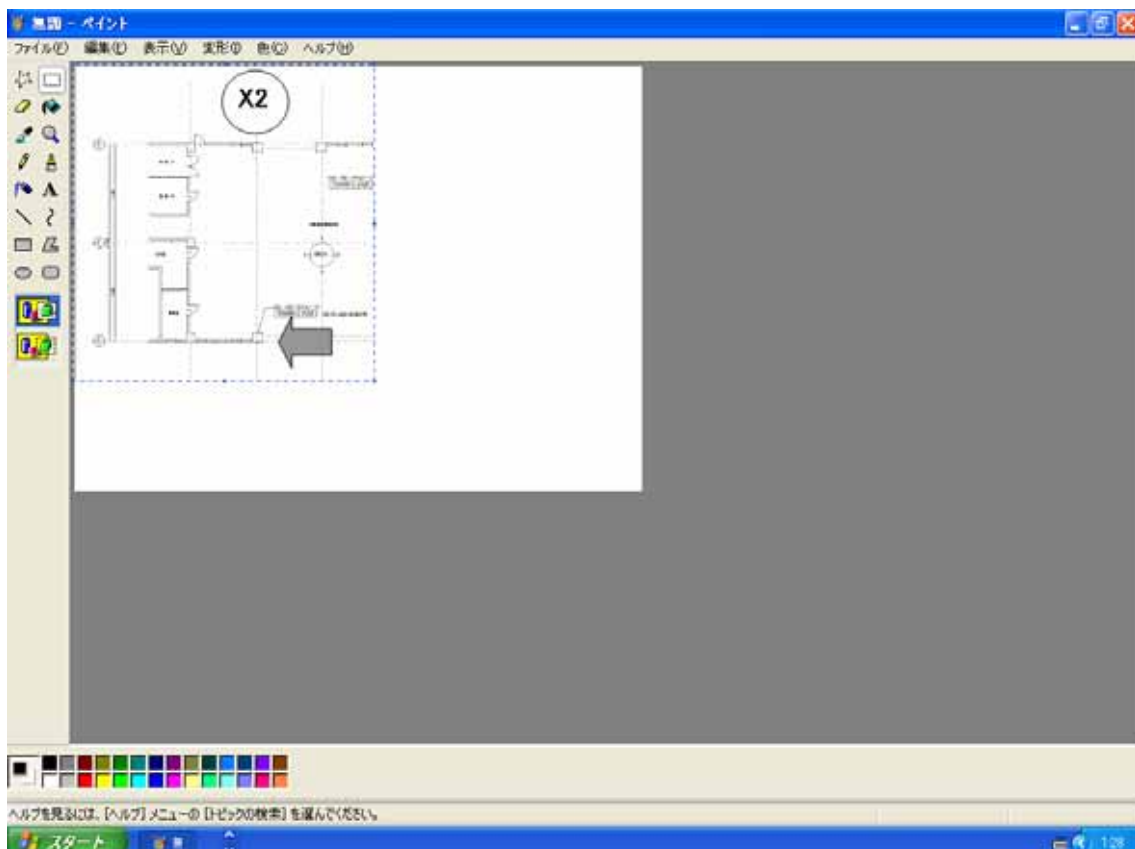 無題 - ペイント
ファイル(F) 編集(E) 表示(V) 変形(I) 色(C) ヘルプ(H)
X2
A
ヘルプを見るには、[ヘルプ] メニューの [トピックの検索] を選んでください。
スタート
1:28